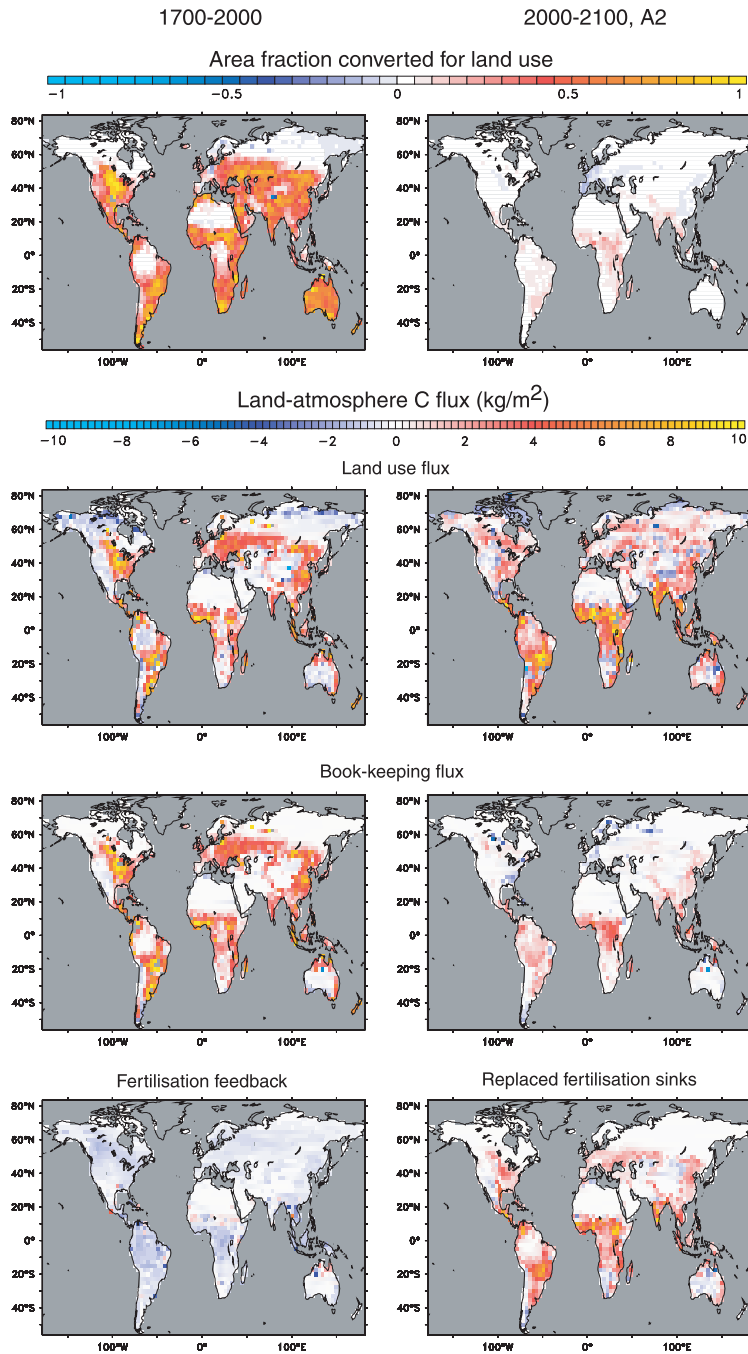 1700-2000
2000-2100, A2
Area fraction converted for land use
−1 −0.5 0 0.5 1
80°N 80°N
60°N 60°N
40°N 40°N
20°N 20°N
0° 0°
20°S 20°S
40°S 40°S
100°W 0° 100°E 100°W 0° 100°E
Land-atmosphere C flux (kg/m2)
−10 −8 −6 −4 −2 0 2 4 6 8 10
Land use flux
80°N 80°N
60°N 60°N
40°N 40°N
20°N 20°N
0° 0°
20°S 20°S
40°S 40°S
100°W 0° 100°E 100°W 0° 100°E
Book-keeping flux
80°N 80°N
60°N 60°N
40°N 40°N
20°N 20°N
0° 0°
20°S 20°S
40°S 40°S
100°W 0° 100°E 100°W 0° 100°E
Fertilisation feedback
Replaced fertilisation sinks
80°N 80°N
60°N 60°N
40°N 40°N
20°N 20°N
0° 0°
20°S 20°S
40°S 40°S
100°W 0° 100°E 100°W 0° 100°E